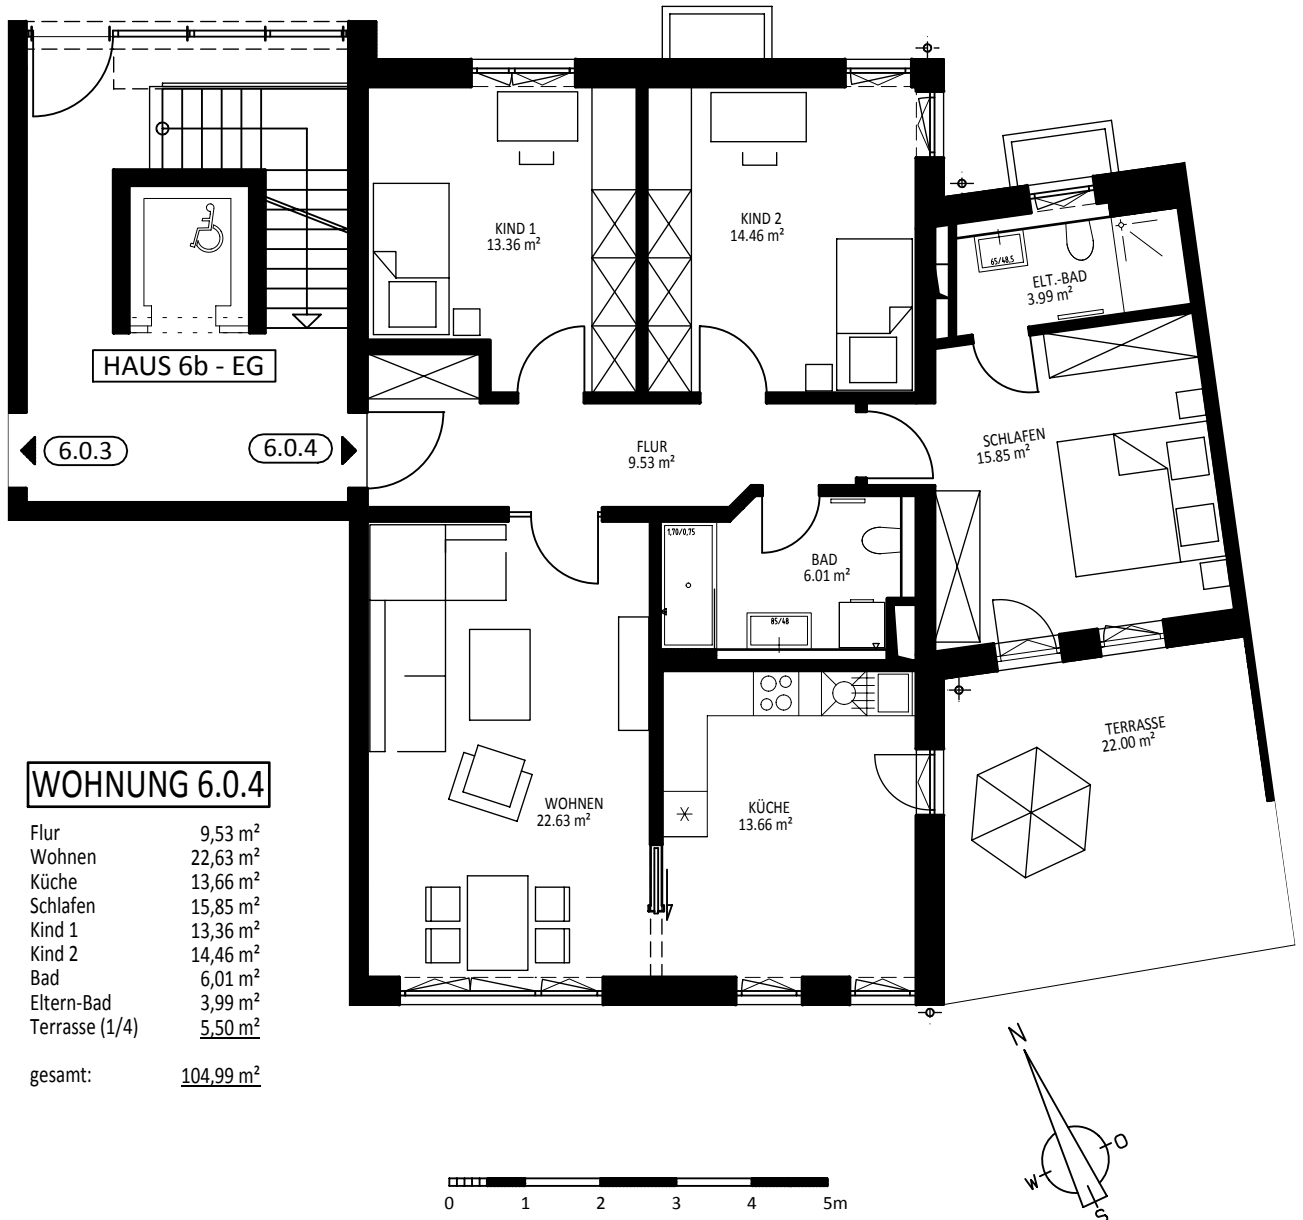 KIND 1
13.36 m²
KIND 2
14.46 m²
65/48,5
ELT.-BAD
3.99 m²
HAUS 6b - EG
6.0.3
6.0.4
FLUR
9.53 m²
SCHLAFEN
15.85 m²
1,70/0,75
BAD
6.01 m²
85/48
TERRASSE
22.00 m²
WOHNEN
22.63 m²
KÜCHE
13.66 m²
WOHNUNG 6.0.4
Flur 9,53 m²
Wohnen 22,63 m²
Küche 13,66 m²
Schlafen 15,85 m²
Kind 1 13,36 m²
Kind 2 14,46 m²
Bad 6,01 m²
Eltern-Bad 3,99 m²
Terrasse (1/4) 5,50 m²
gesamt: 104,99 m²
N
O
W
S
0 1 2 3 4 5m